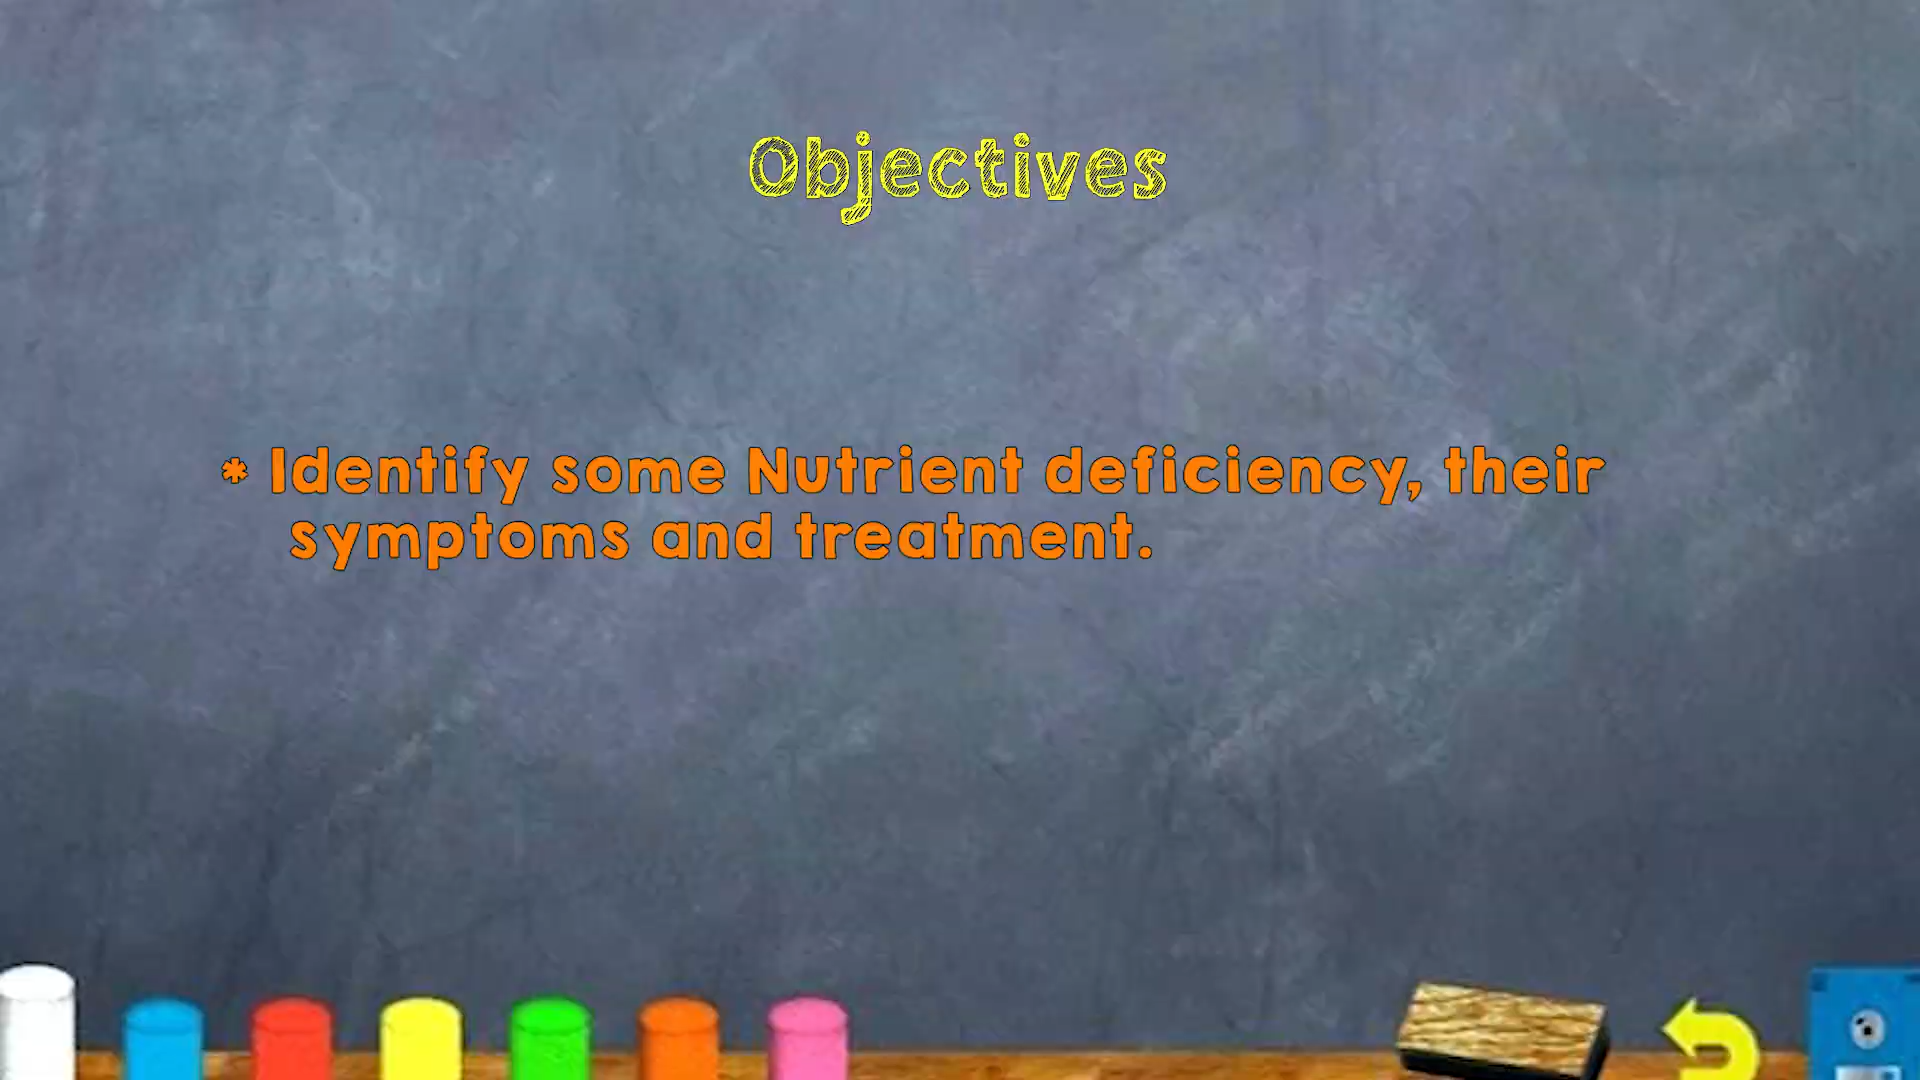 Objectives
* Identify some Nutrient deficiency, their
symptoms and treatment.